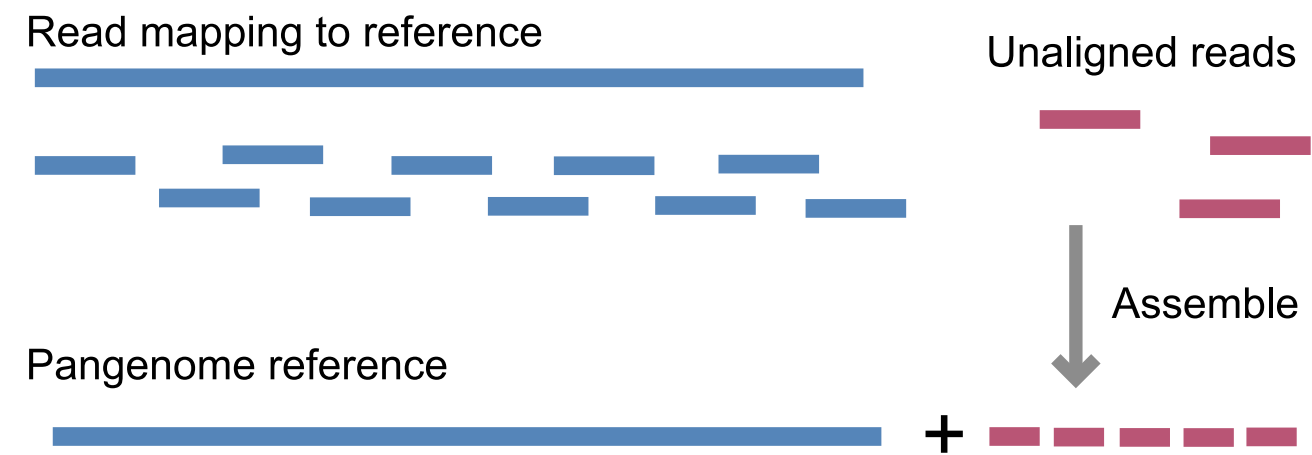 Read mapping to reference
Unaligned reads
Assemble
Pangenome reference
+